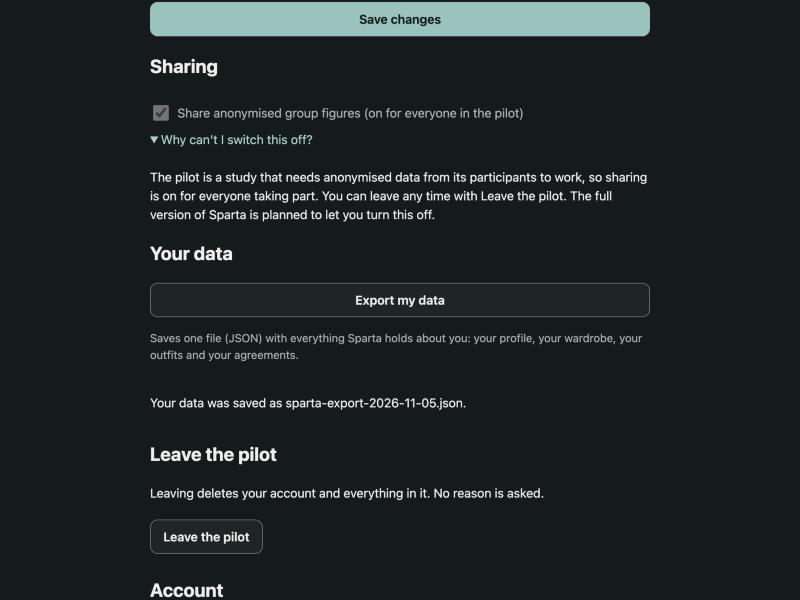 Save changes
Sharing
Share anonymised group figures (on for everyone in the pilot)
Why can't I switch this off?
The pilot is a study that needs anonymised data from its participants to work, so sharing
is on for everyone taking part. You can leave any time with Leave the pilot. The full
version of Sparta is planned to let you turn this off.
Your data
Export my data
Saves one file (JSON) with everything Sparta holds about you: your profile, your wardrobe, your
outfits and your agreements.
Your data was saved as sparta-export-2026-11-05.json.
Leave the pilot
Leaving deletes your account and everything in it. No reason is asked.
Leave the pilot
Account